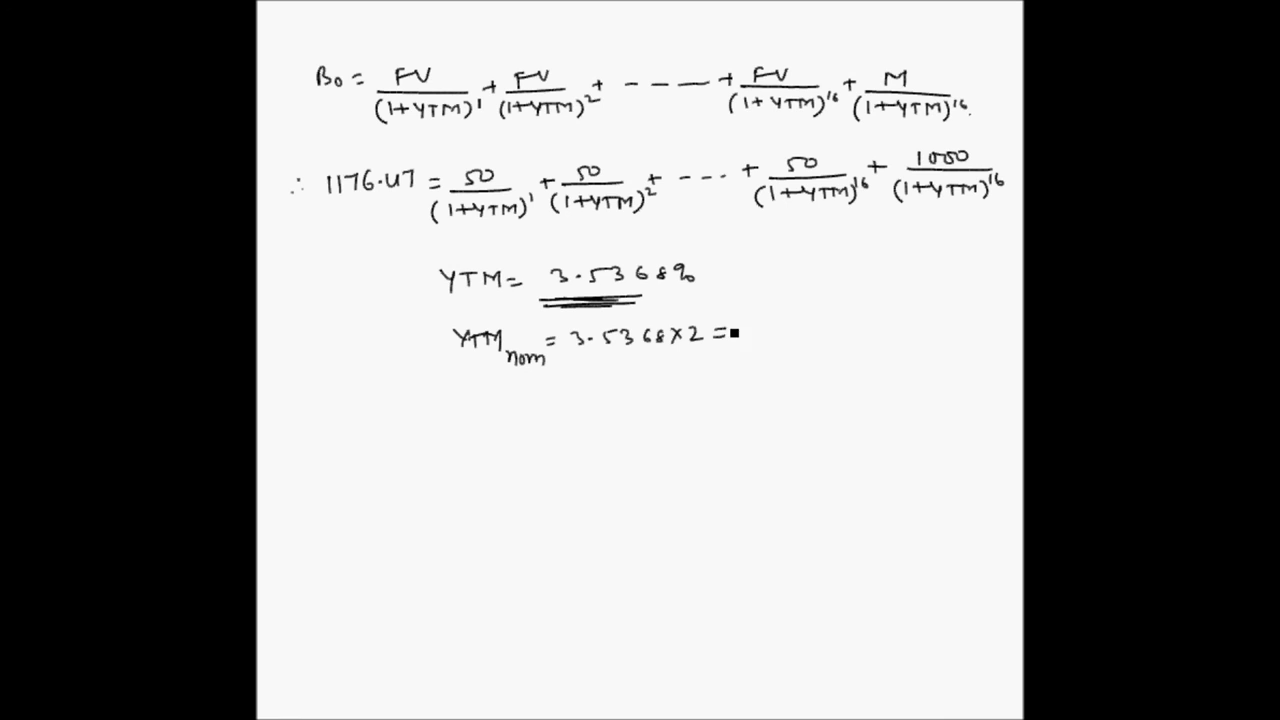 B₀ = FV/(1+YTM)¹ + FV/(1+YTM)² + - - - — + FV/(1+YTM)¹⁶ + M/(1+YTM)¹⁶.
∴ 1176.47 = 50/(1+YTM)¹ + 50/(1+YTM)² + - - - . + 50/(1+YTM)¹⁶ + 1000/(1+YTM)¹⁶
YTM = 3.5368%
YTM nom = 3.5368×2 =